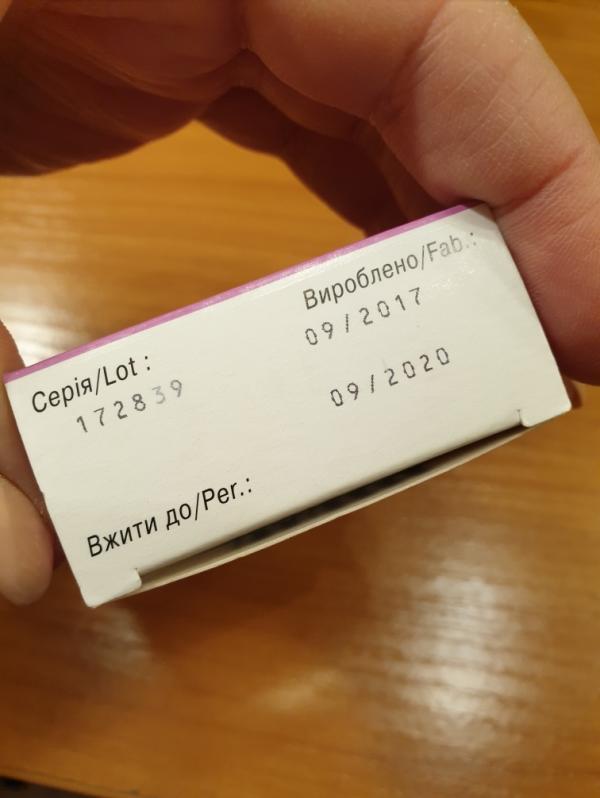 Серія/Lot :
172839
Вироблено/Fab.:
09/2017
09/2020
Вжити до/Per.: